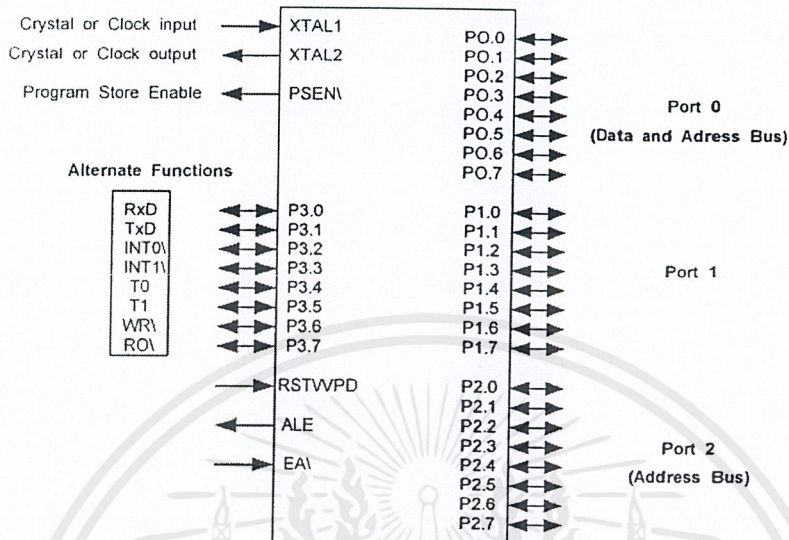 Crystal or Clock input
XTAL1
Crystal or Clock output
XTAL2
Program Store Enable
PSEN\
PO.0
PO.1
PO.2
PO.3
PO.4
PO.5
PO.6
PO.7
Port 0
(Data and Adress Bus)
Alternate Functions
RxD
P3.0
TxD
P3.1
INT0\
P3.2
INT1\
P3.3
T0
P3.4
T1
P3.5
WR\
P3.6
RO\
P3.7
P1.0
P1.1
P1.2
P1.3
P1.4
P1.5
P1.6
P1.7
Port 1
RST\/VPD
ALE
EA\
P2.0
P2.1
P2.2
P2.3
P2.4
P2.5
P2.6
P2.7
Port 2
(Address Bus)